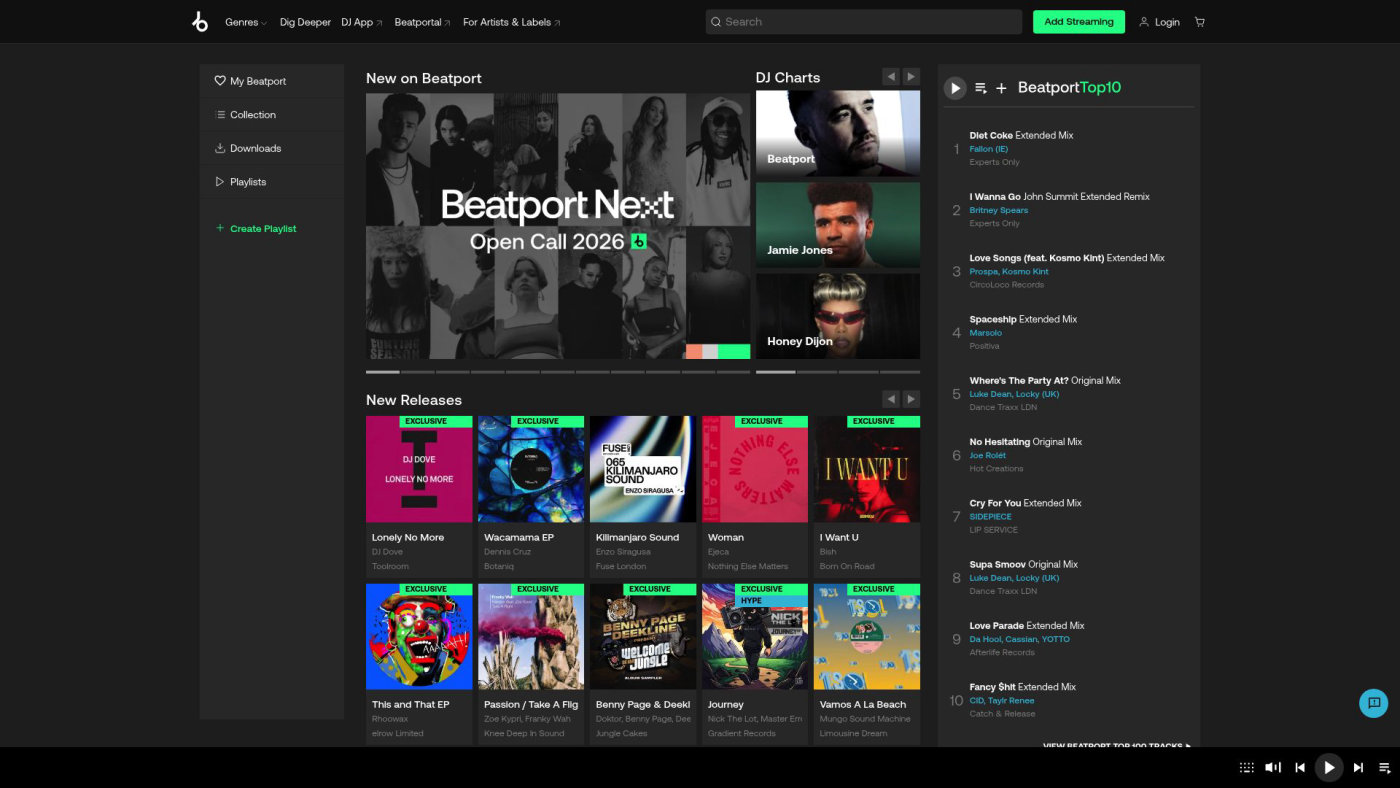 Genres
Dig Deeper
DJ App
Beatportal
For Artists & Labels
Search
Add Streaming
Login
My Beatport
Collection
Downloads
Playlists
Create Playlist
New on Beatport
Beatport Next
Open Call 2026
DJ Charts
Beatport
Jamie Jones
Honey Dijon
New Releases
EXCLUSIVE
DJ DOVE
LONELY NO MORE
Lonely No More
DJ Dove
Toolroom
EXCLUSIVE
Wacamama EP
Dennis Cruz
Botaniq
FUSE
065
KILIMANJARO
SOUND
ENZO SIRAGUSA
Kilimanjaro Sound
Enzo Siragusa
Fuse London
EXCLUSIVE
NOTHING ELSE MATTERS
Woman
Ejeca
Nothing Else Matters
EXCLUSIVE
I WANT U
I Want U
Bish
Born On Road
EXCLUSIVE
This and That EP
Rhoowax
elrow Limited
EXCLUSIVE
Passion / Take A Flig
Zoe Kypri, Franky Wah
Knee Deep In Sound
EXCLUSIVE
BENNY PAGE
DEEKLINE
WELCOME
JUNGLE
ALBUM SAMPLER
Benny Page & Deekl
Doktor, Benny Page, Dee
Jungle Cakes
EXCLUSIVE
HYPE
NICK
THE LOT
JOURNEY
Journey
Nick The Lot, Master Err
Gradient Records
EXCLUSIVE
Vamos A La Beach
Mungo Sound Machine
Limousine Dream
BeatportTop10
1
Diet Coke Extended Mix
Fallon (IE)
Experts Only
2
I Wanna Go John Summit Extended Remix
Britney Spears
Experts Only
3
Love Songs (feat. Kosmo Kint) Extended Mix
Prospa, Kosmo Kint
CircoLoco Records
4
Spaceship Extended Mix
Marsolo
Positiva
5
Where's The Party At? Original Mix
Luke Dean, Locky (UK)
Dance Traxx LDN
6
No Hesitating Original Mix
Joe Rolét
Hot Creations
7
Cry For You Extended Mix
SIDEPIECE
LIP SERVICE
8
Supa Smoov Original Mix
Luke Dean, Locky (UK)
Dance Traxx LDN
9
Love Parade Extended Mix
Da Hool, Cassian, YOTTO
Afterlife Records
10
Fancy $hit Extended Mix
CID, Taylr Renee
Catch & Release
VIEW BEATPORT TOP 100 TRACKS